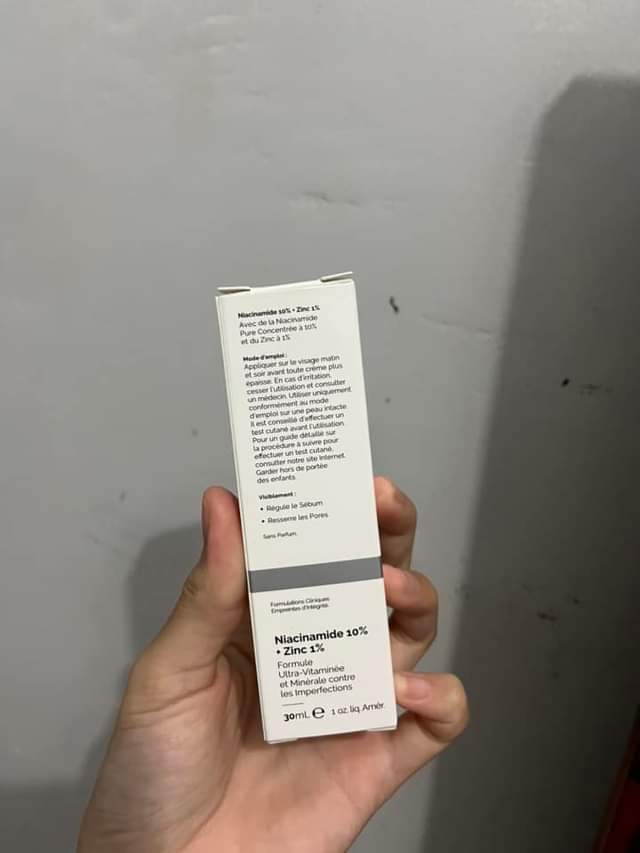 Niacinamide 10% + Zinc 1%
Avec de la Niacinamide
Pure Concentrée à 10%
et du Zinc à 1%
Mode d'emploi :
Appliquer sur le visage matin
et soir avant toute crème plus
épaisse. En cas d'irritation,
cesser l'utilisation et consulter
un médecin. Utiliser uniquement
conformément au mode
d'emploi sur une peau intacte.
Il est conseillé d'effectuer un
test cutané avant l'utilisation.
Pour un guide détaillé sur
la procédure à suivre pour
effectuer un test cutané,
consulter notre site Internet.
Garder hors de portée
des enfants.
Visiblement :
• Régule le Sébum
• Resserre les Pores
Sans Parfum.
Formulations Cliniques
Empreintes d'Intégrité.
Niacinamide 10%
+ Zinc 1%
Formule
Ultra-Vitaminée
et Minérale contre
les Imperfections
30mL ℮ 1 oz. liq. Amér.